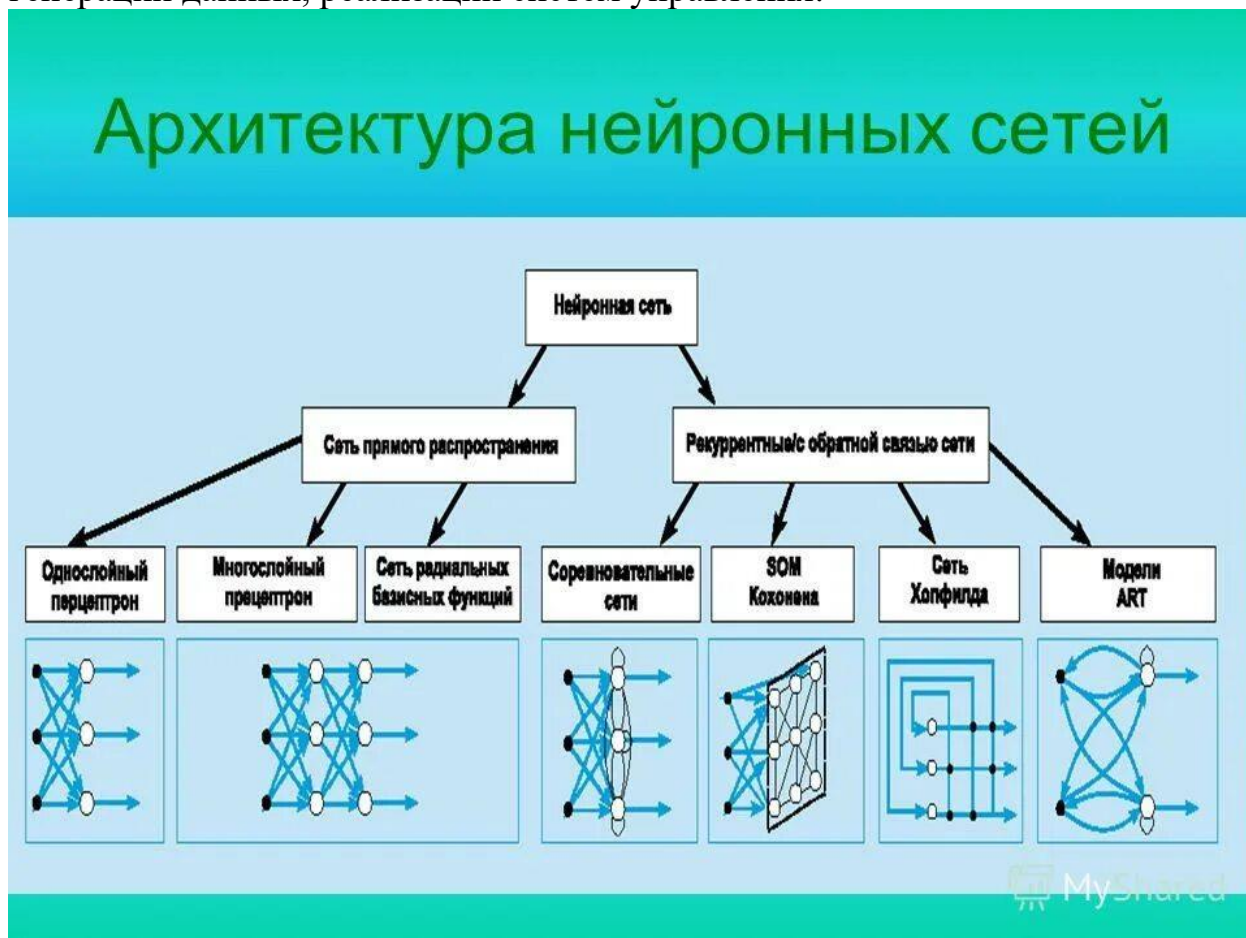 Архитектура нейронных сетей
Нейронная сеть
Сеть прямого распространения
Рекуррентные/с обратной связью сети
Однослойный
перцептрон
Многослойный
прецептрон
Сеть радиальных
базисных функций
Соревновательные
сети
SOM
Кохонена
Сеть
Хопфилда
Модели
ART
MyShared